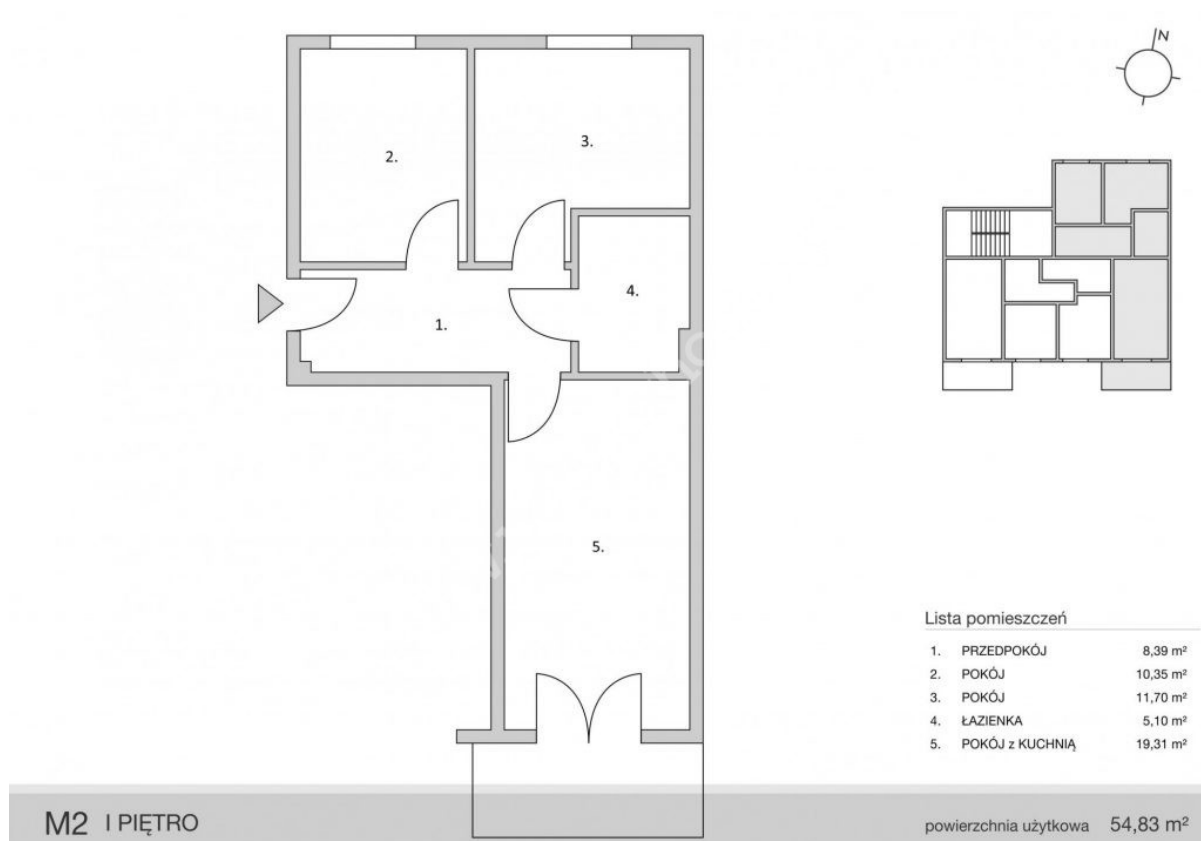 N
2.
3.
4.
1.
5.
Lista pomieszczeń
1. PRZEDPOKÓJ 8,39 m²
2. POKÓJ 10,35 m²
3. POKÓJ 11,70 m²
4. ŁAZIENKA 5,10 m²
5. POKÓJ z KUCHNIĄ 19,31 m²
M2 I PIĘTRO
powierzchnia użytkowa 54,83 m²